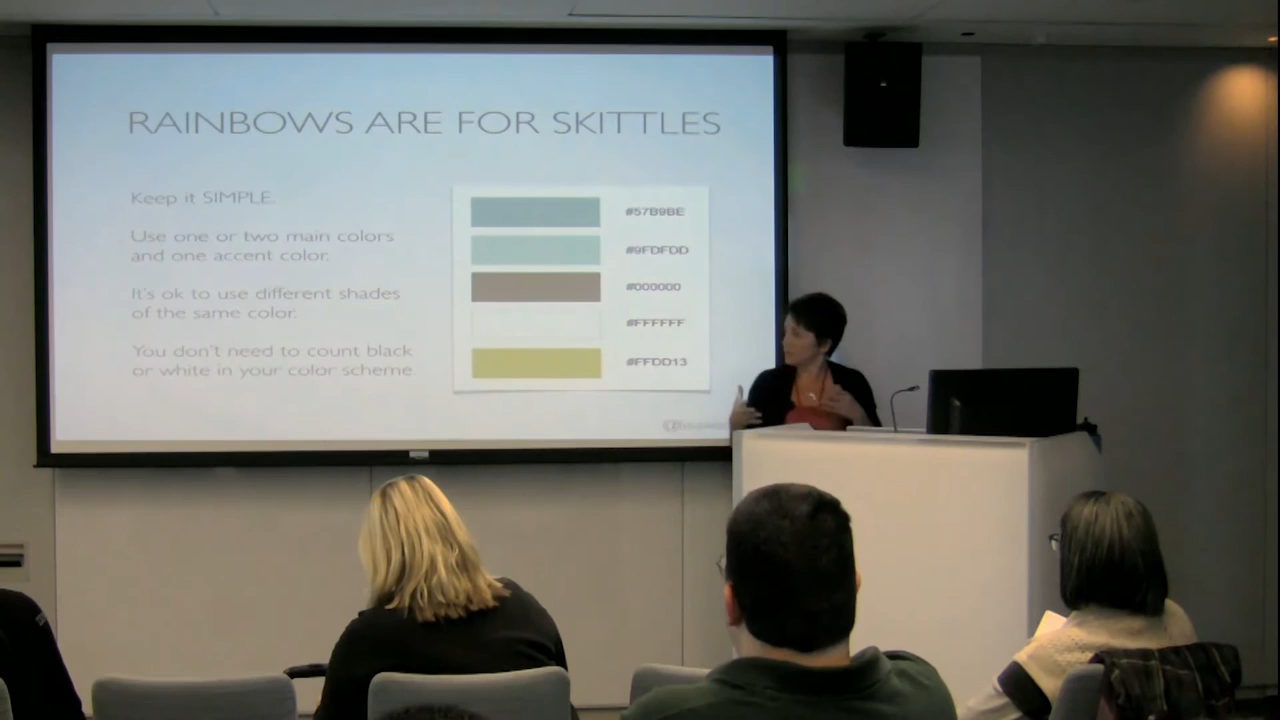 RAINBOWS ARE FOR SKITTLES
Keep it SIMPLE.
Use one or two main colors
and one accent color.
It's ok to use different shades
of the same color.
You don't need to count black
or white in your color scheme.
#57B9BE
#9FDFDD
#000000
#FFFFFF
#FFDD13